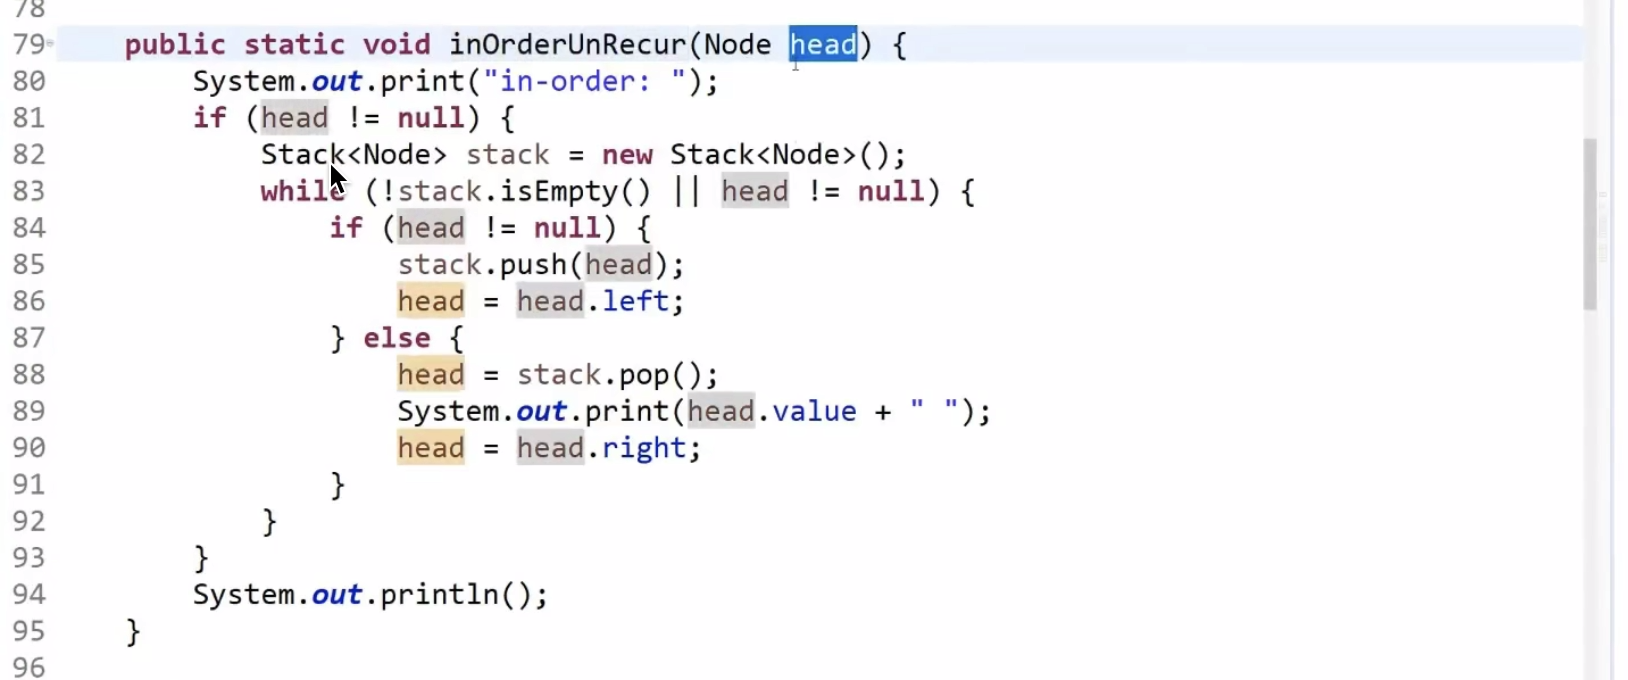 78
79 public static void inOrderUnRecur(Node head) {
80 System.out.print("in-order: ");
81 if (head != null) {
82 Stack<Node> stack = new Stack<Node>();
83 while (!stack.isEmpty() || head != null) {
84 if (head != null) {
85 stack.push(head);
86 head = head.left;
87 } else {
88 head = stack.pop();
89 System.out.print(head.value + " ");
90 head = head.right;
91 }
92 }
93 }
94 System.out.println();
95 }
96